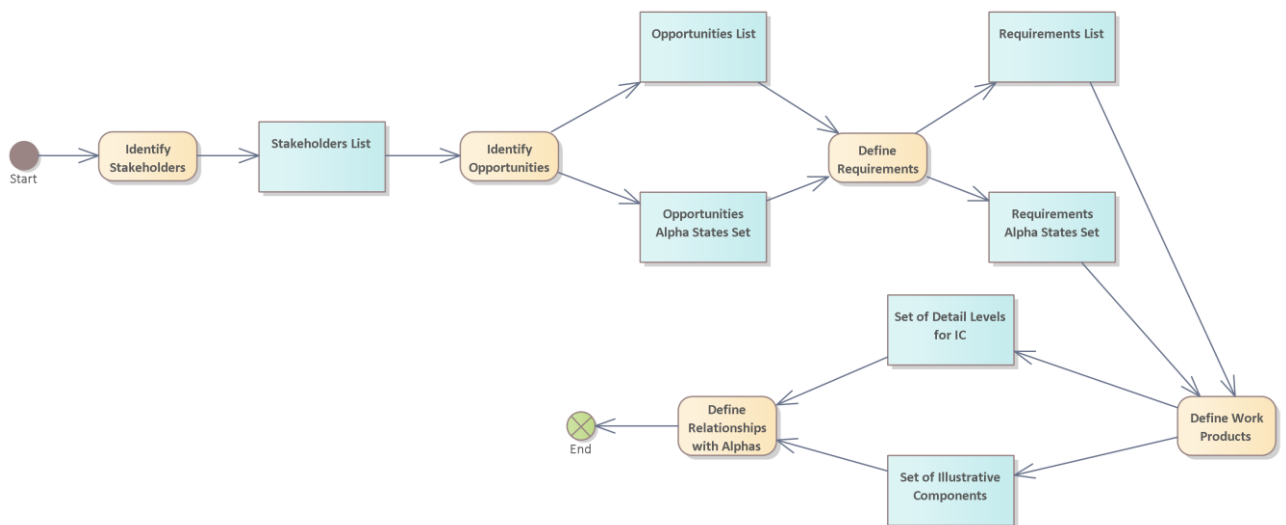 Start
Identify
Stakeholders
Stakeholders List
Identify
Opportunities
Opportunities List
Opportunities
Alpha States Set
Define
Requirements
Requirements List
Requirements
Alpha States Set
Define Work
Products
Set of Detail Levels
for IC
Set of Illustrative
Components
Define
Relationships
with Alphas
End